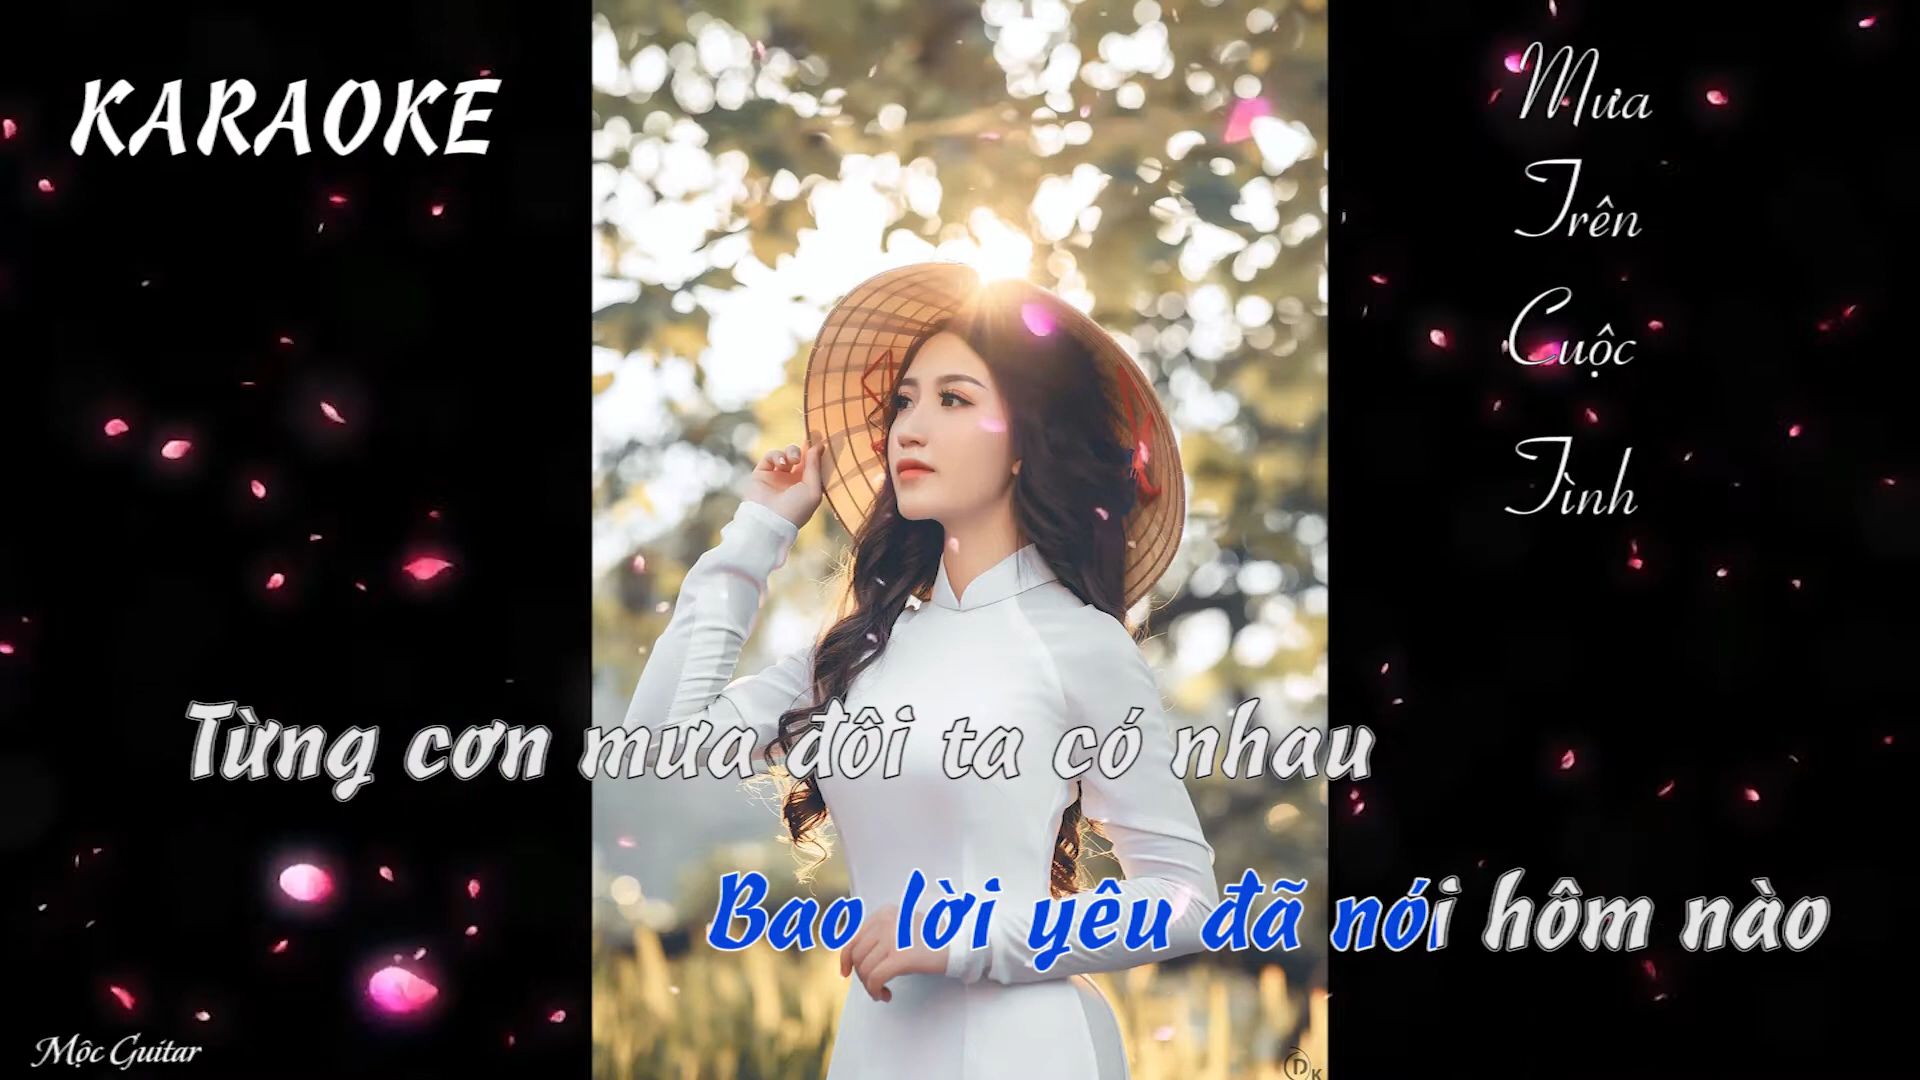 KARAOKE
Mưa
Trên
Cuộc
Tình
Từng cơn mưa đôi ta có nhau
Bao lời yêu đã nói hôm nào
Mộc Guitar
DK